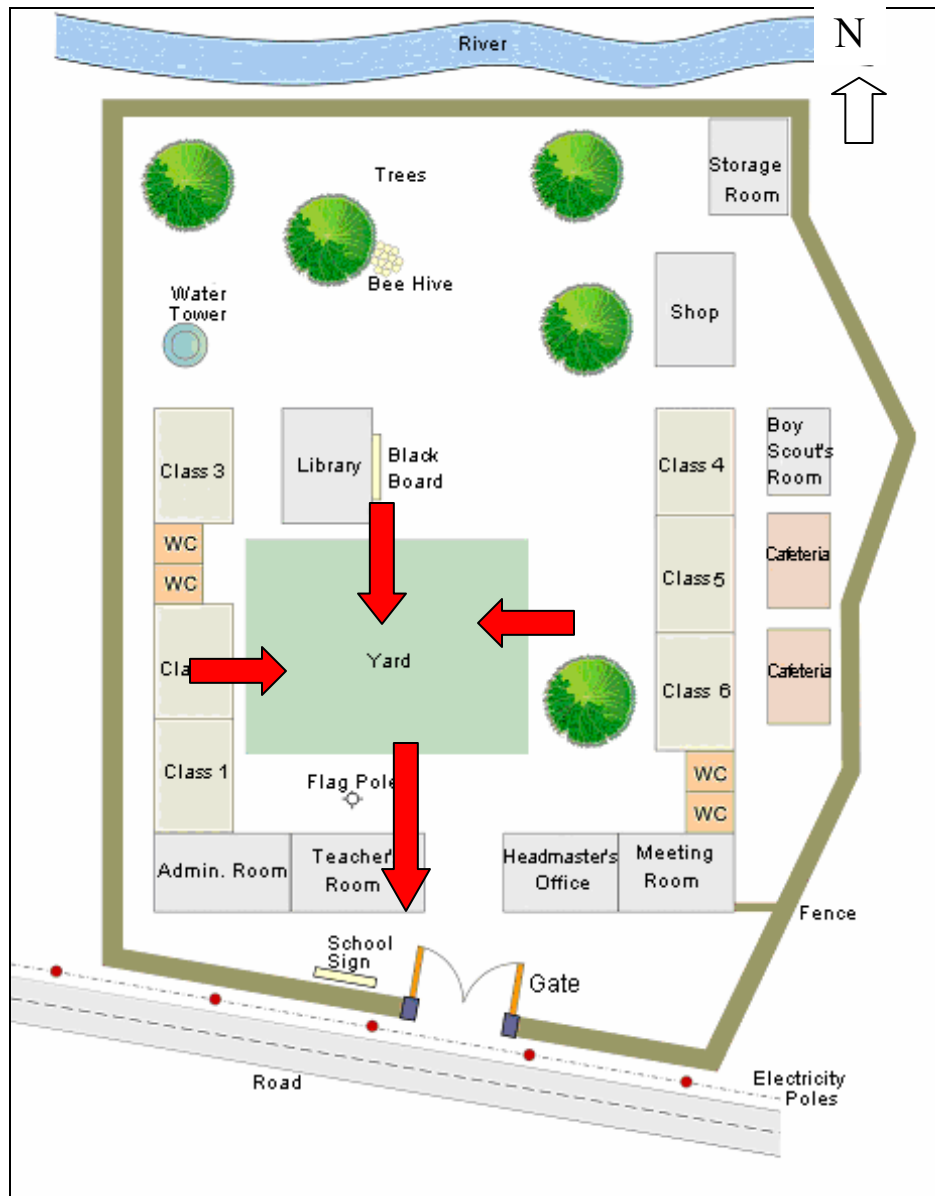 N
River
Storage
Room
Trees
Bee Hive
Water
Tower
Shop
Class 3
Library
Black
Board
Class 4
Boy
Scout's
Room
WC
WC
Class 5
Cafeteria
Yard
Class 6
Cafeteria
Class 1
Flag Pole
WC
WC
Admin. Room
Teacher's
Room
Headmaster's
Office
Meeting
Room
Fence
School
Sign
Gate
Road
Electricity
Poles